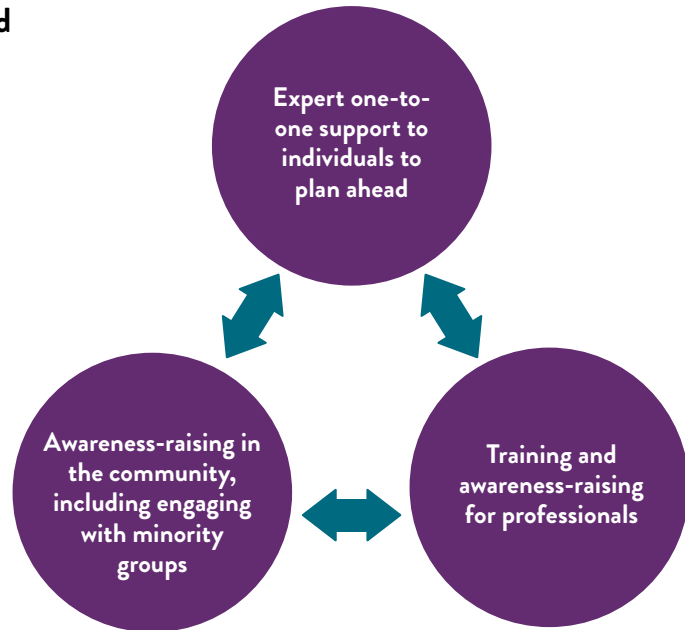 d
Expert one-to-
one support to
individuals to
plan ahead
Awareness-raising in
the community,
including engaging
with minority
groups
Training and
awareness-raising
for professionals